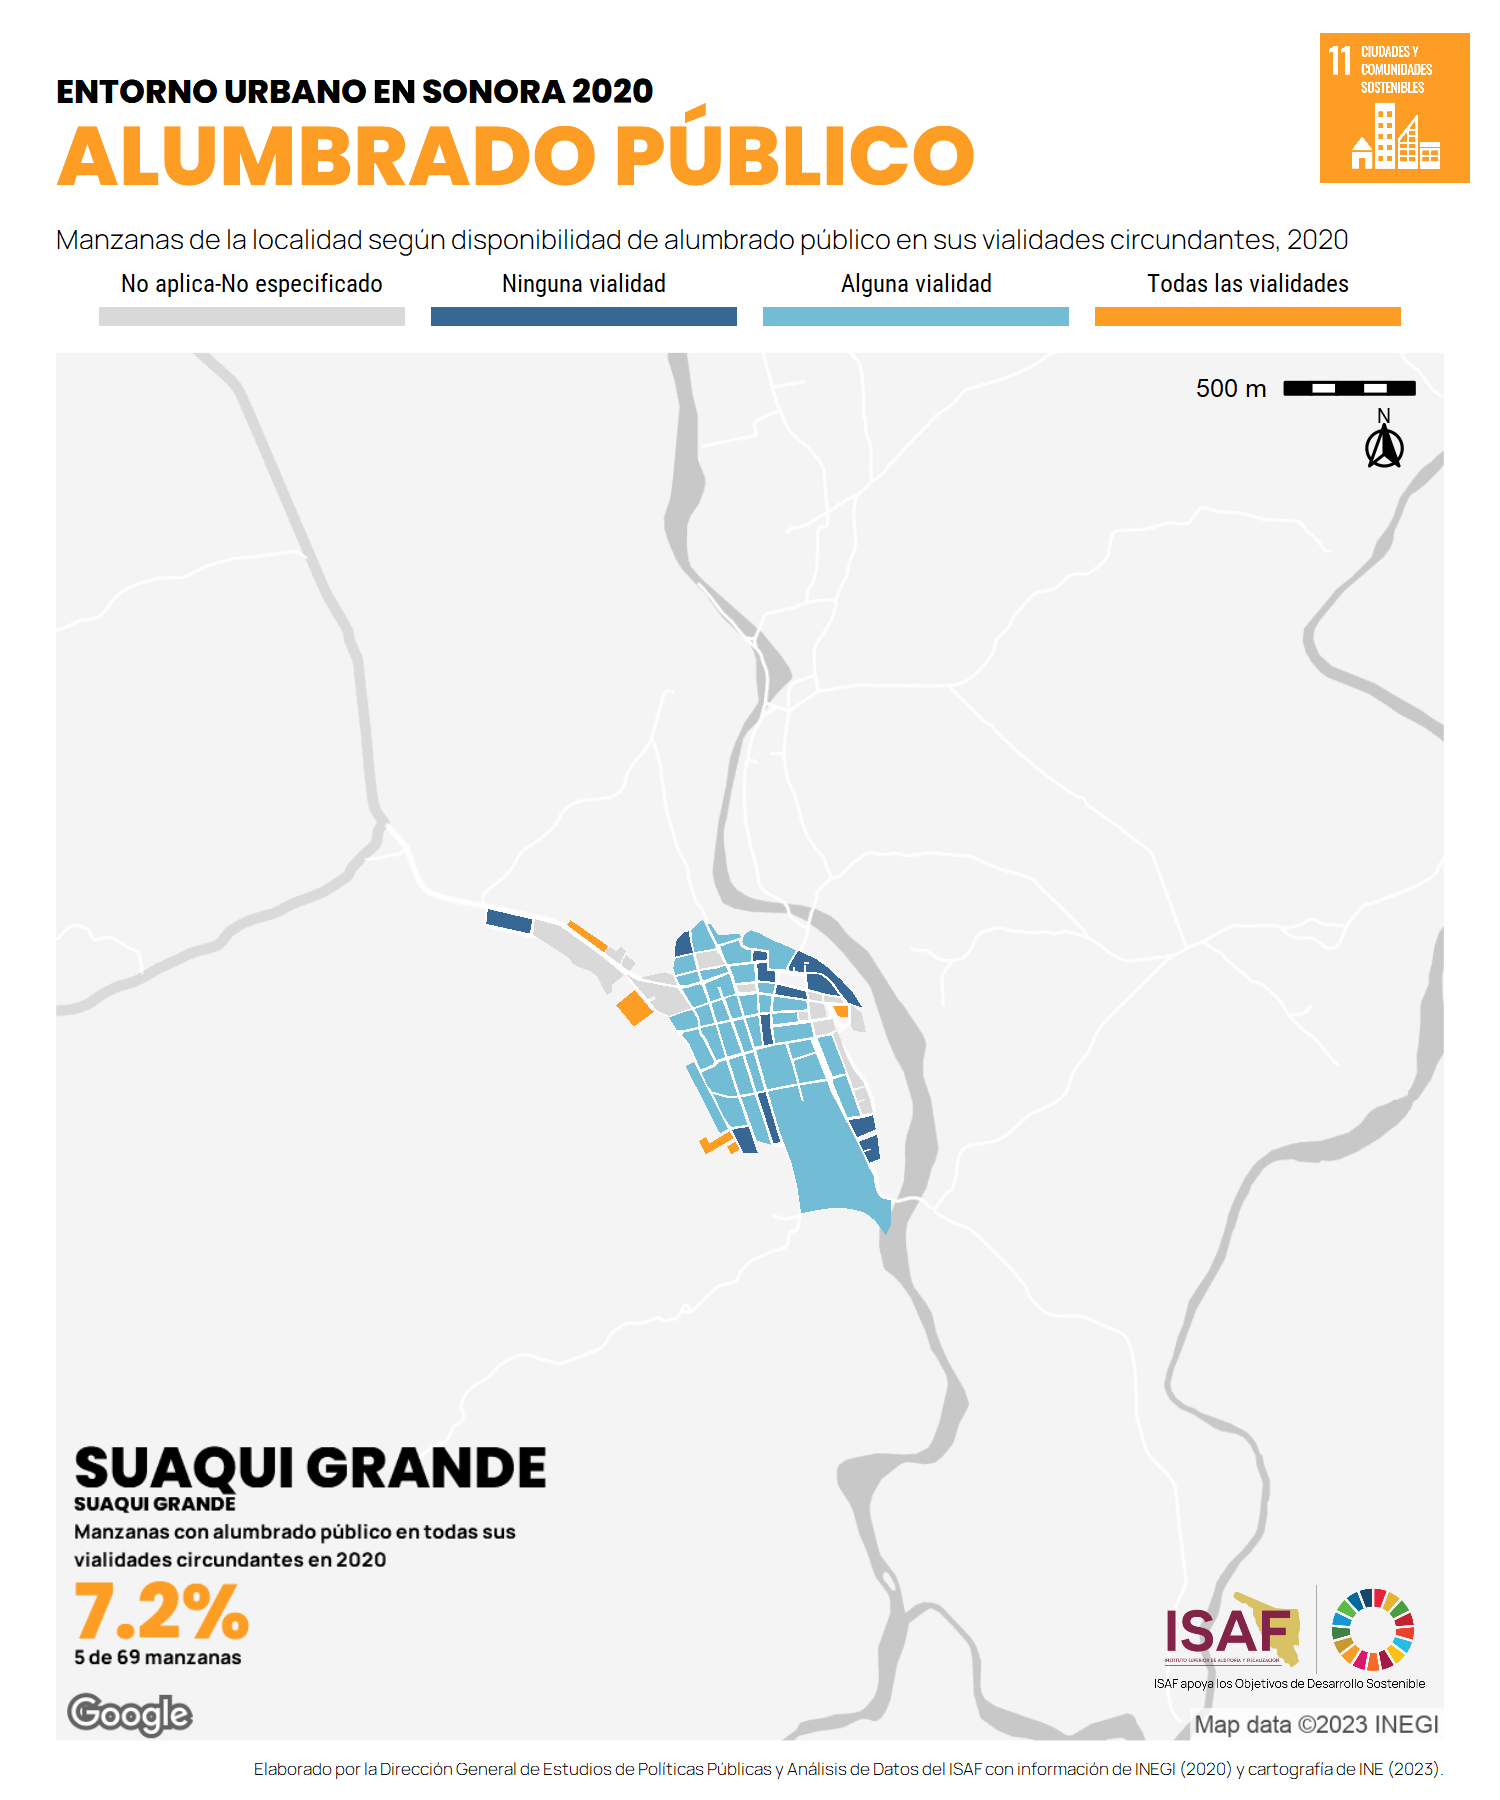 11 CIUDADES Y
COMUNIDADES
SOSTENIBLES
ENTORNO URBANO EN SONORA 2020
ALUMBRADO PÚBLICO
Manzanas de la localidad según disponibilidad de alumbrado público en sus vialidades circundantes, 2020
No aplica-No especificado Ninguna vialidad Alguna vialidad Todas las vialidades
500 m
N
SUAQUI GRANDE
SUAQUI GRANDE
Manzanas con alumbrado público en todas sus
vialidades circundantes en 2020
7.2%
5 de 69 manzanas
ISAF
INSTITUTO SUPERIOR DE AUDITORÍA Y FISCALIZACIÓN
ISAF apoya los Objetivos de Desarrollo Sostenible
Google
Map data ©2023 INEGI
Elaborado por la Dirección General de Estudios de Políticas Públicas y Análisis de Datos del ISAF con información de INEGI (2020) y cartografía de INE (2023).